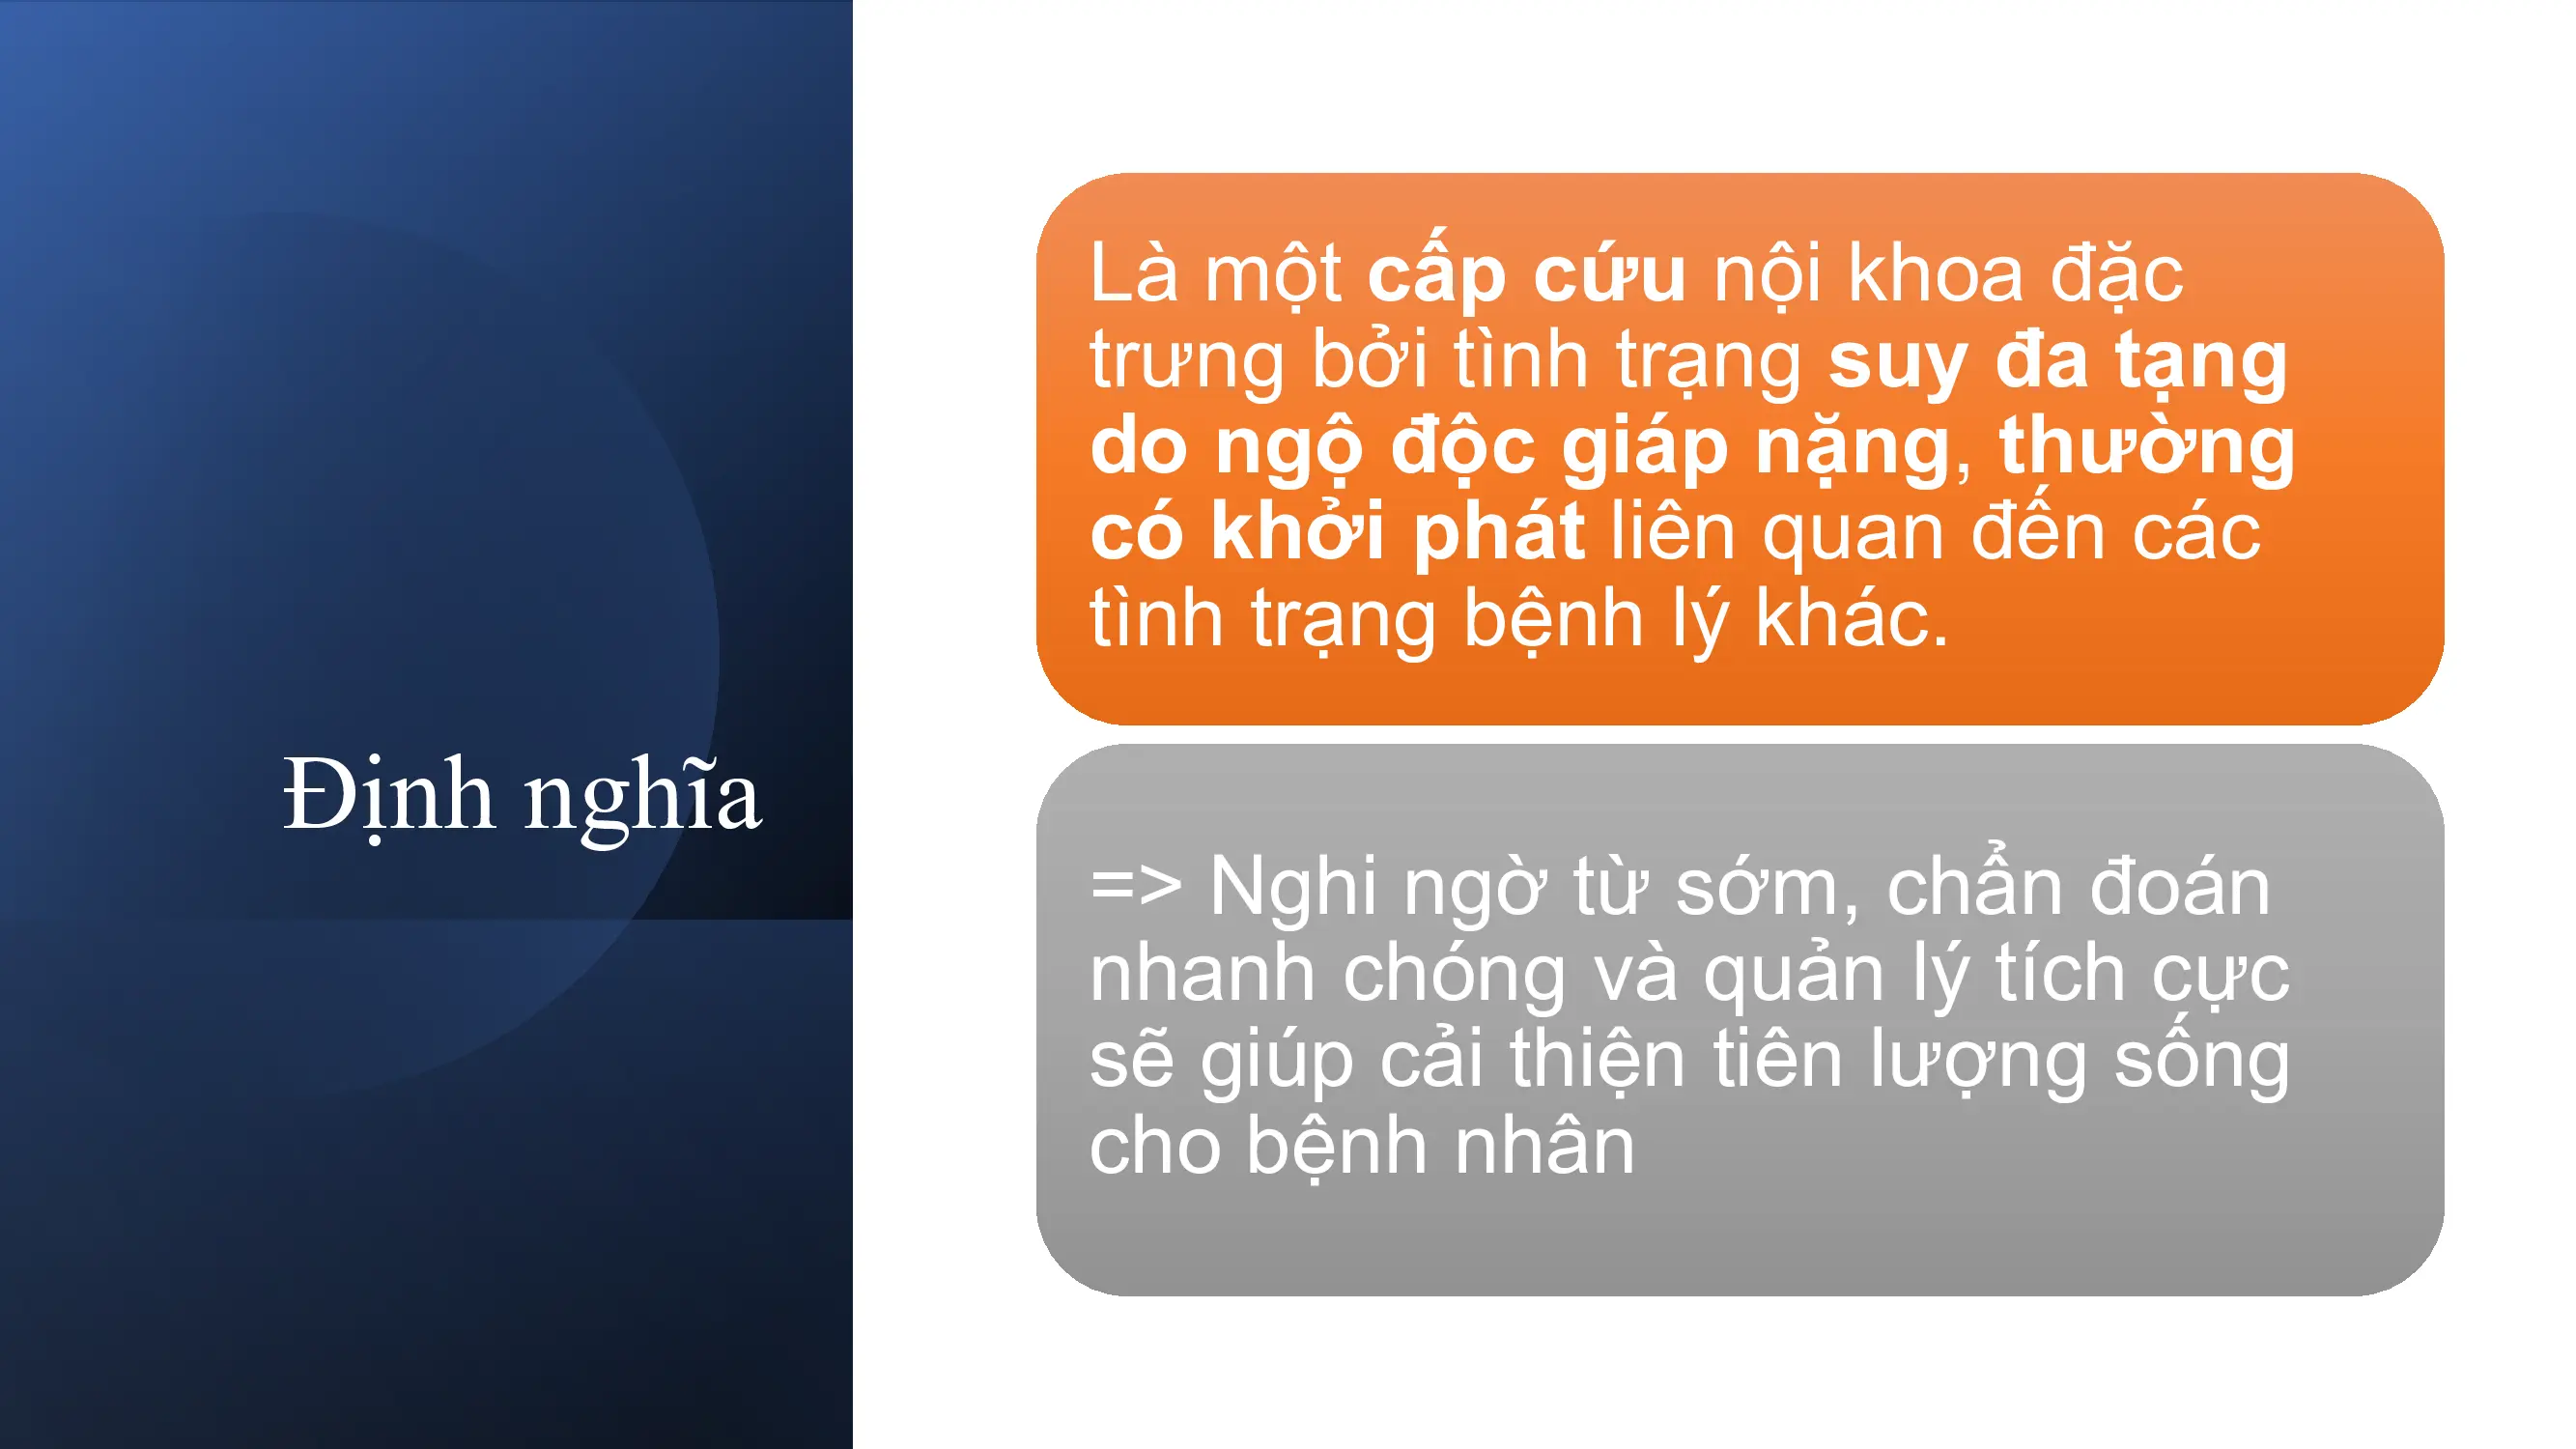 Định nghĩa
Là một cấp cứu nội khoa đặc
trưng bởi tình trạng suy đa tạng
do ngộ độc giáp nặng, thường
có khởi phát liên quan đến các
tình trạng bệnh lý khác.
=> Nghi ngờ từ sớm, chẩn đoán
nhanh chóng và quản lý tích cực
sẽ giúp cải thiện tiên lượng sống
cho bệnh nhân